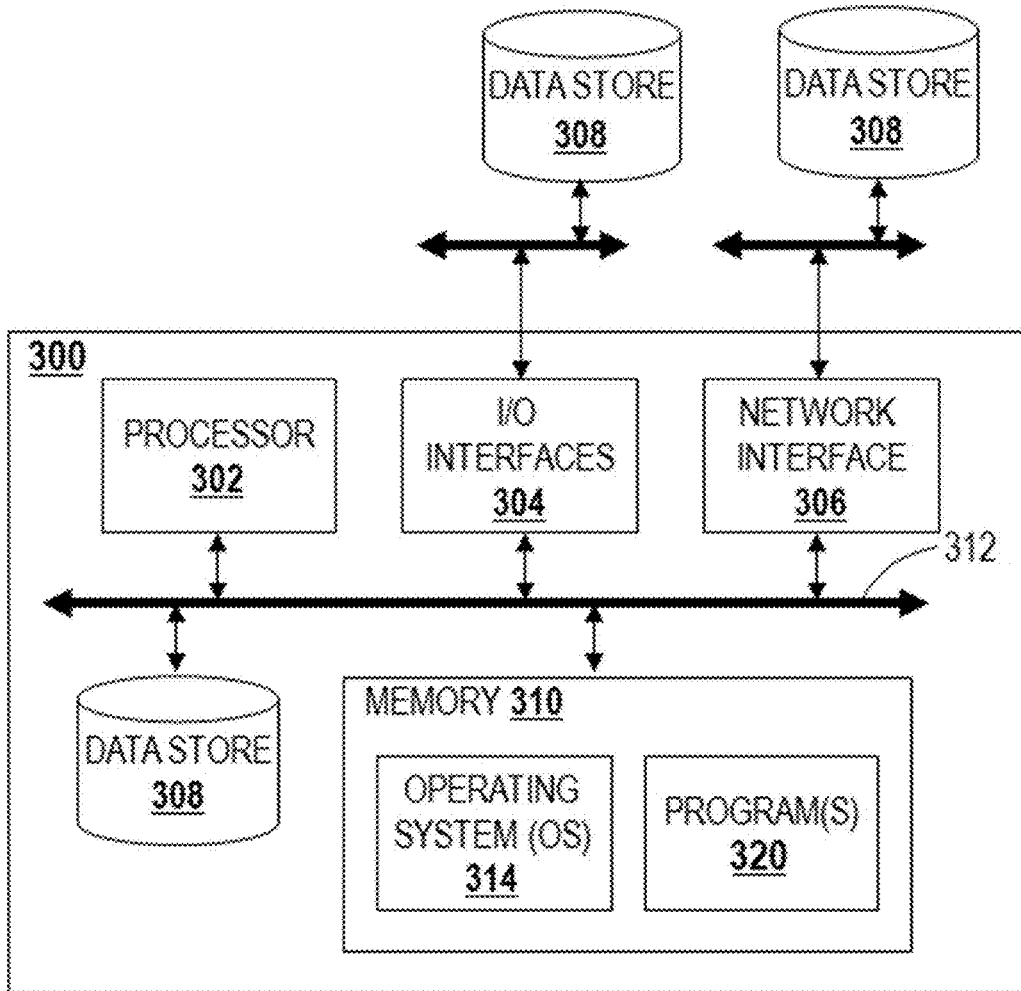 DATA STORE
308
DATA STORE
308
300
PROCESSOR
302
I/O
INTERFACES
304
NETWORK
INTERFACE
306
312
DATA STORE
308
MEMORY 310
OPERATING
SYSTEM (OS)
314
PROGRAM(S)
320